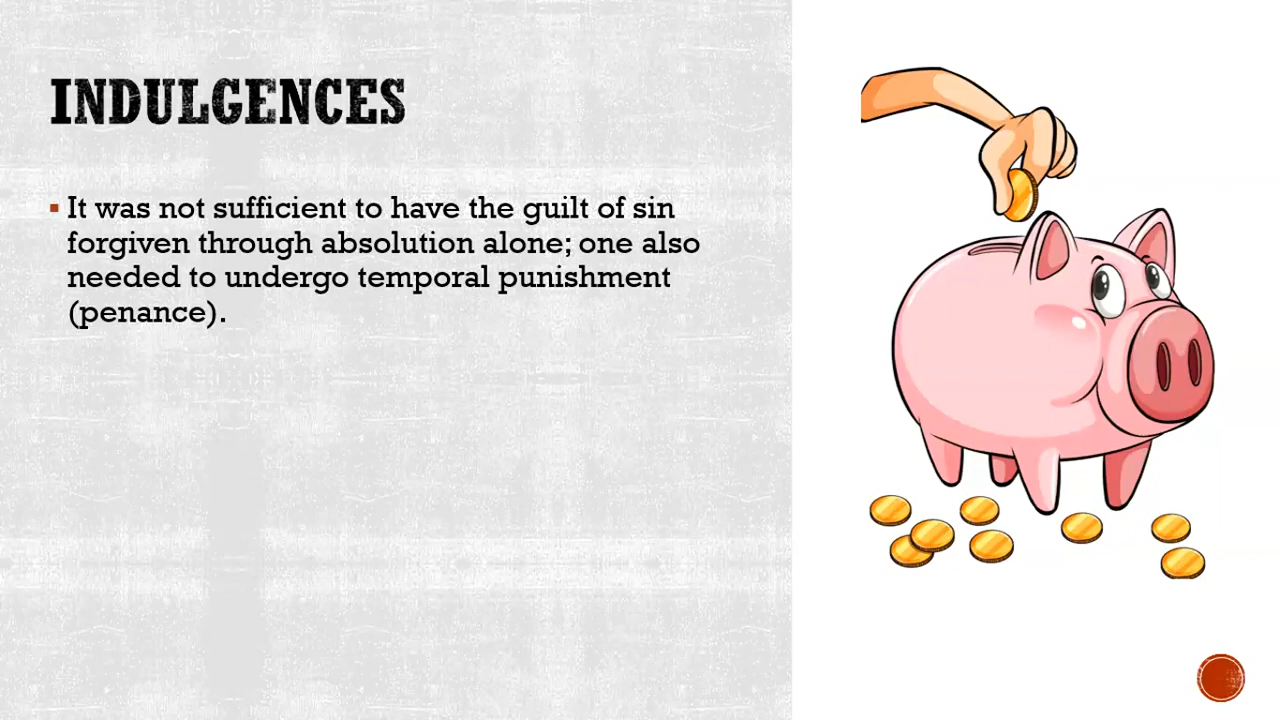 INDULGENCES
▪ It was not sufficient to have the guilt of sin
forgiven through absolution alone; one also
needed to undergo temporal punishment
(penance).